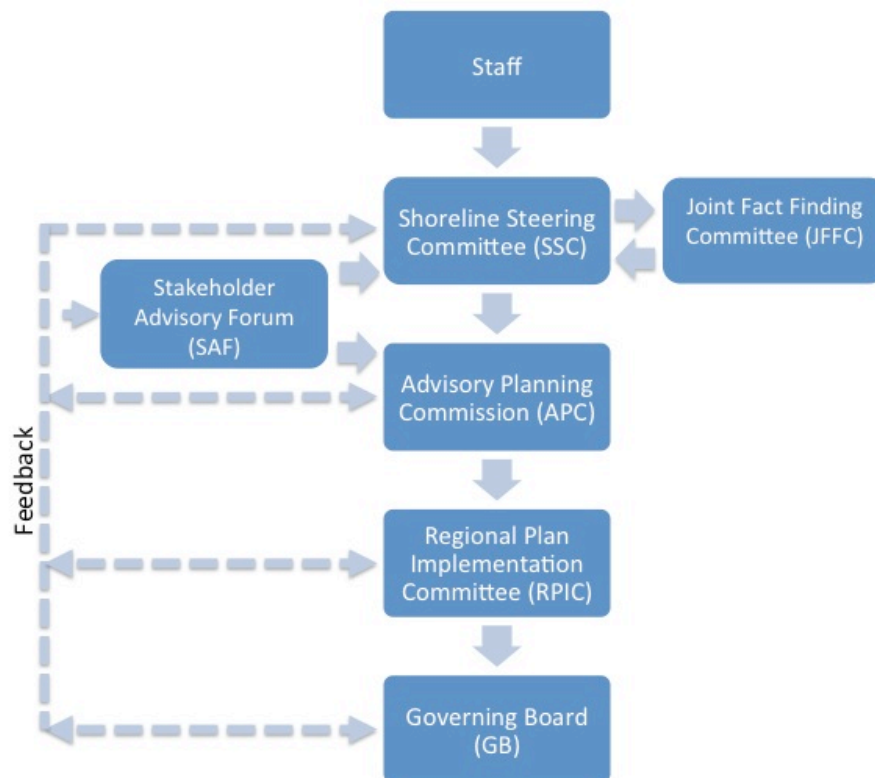 Staff
Shoreline Steering
Committee (SSC)
Joint Fact Finding
Committee (JFFC)
Stakeholder
Advisory Forum
(SAF)
Advisory Planning
Commission (APC)
Feedback
Regional Plan
Implementation
Committee (RPIC)
Governing Board
(GB)